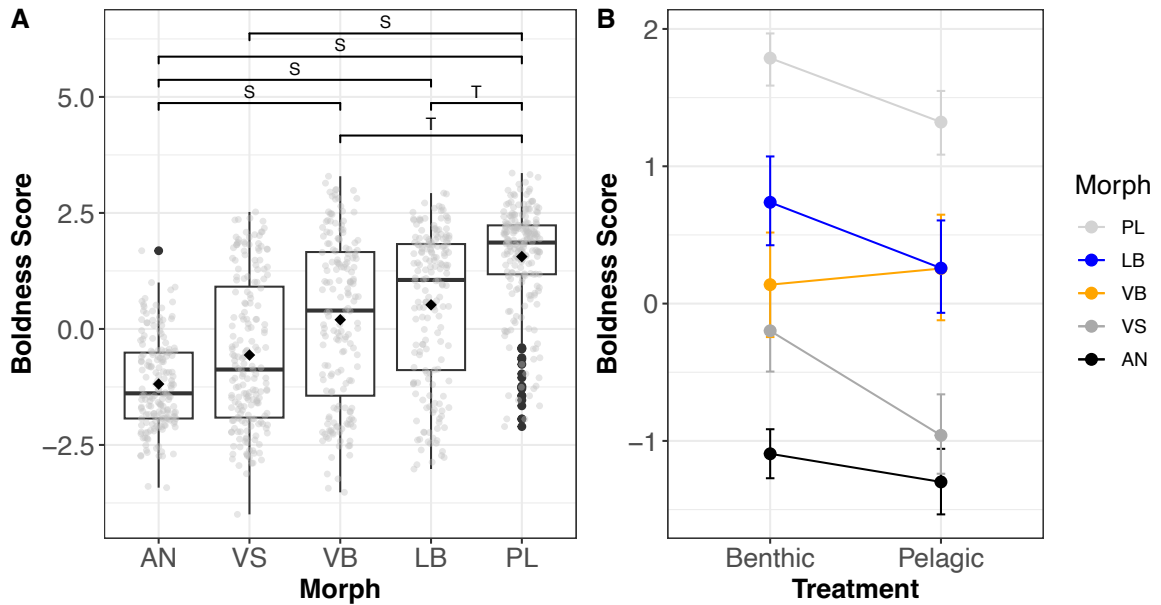 A
S
S
S
S
T
T
5.0
2.5
0.0
−2.5
Boldness Score
AN VS VB LB PL
Morph
B
2
1
0
−1
Boldness Score
Benthic Pelagic
Treatment
Morph
PL
LB
VB
VS
AN